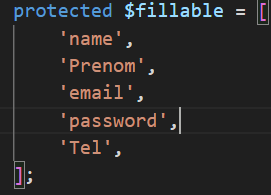 protected $fillable = [
'name',
'Prenom',
'email',
'password',
'Tel',
];